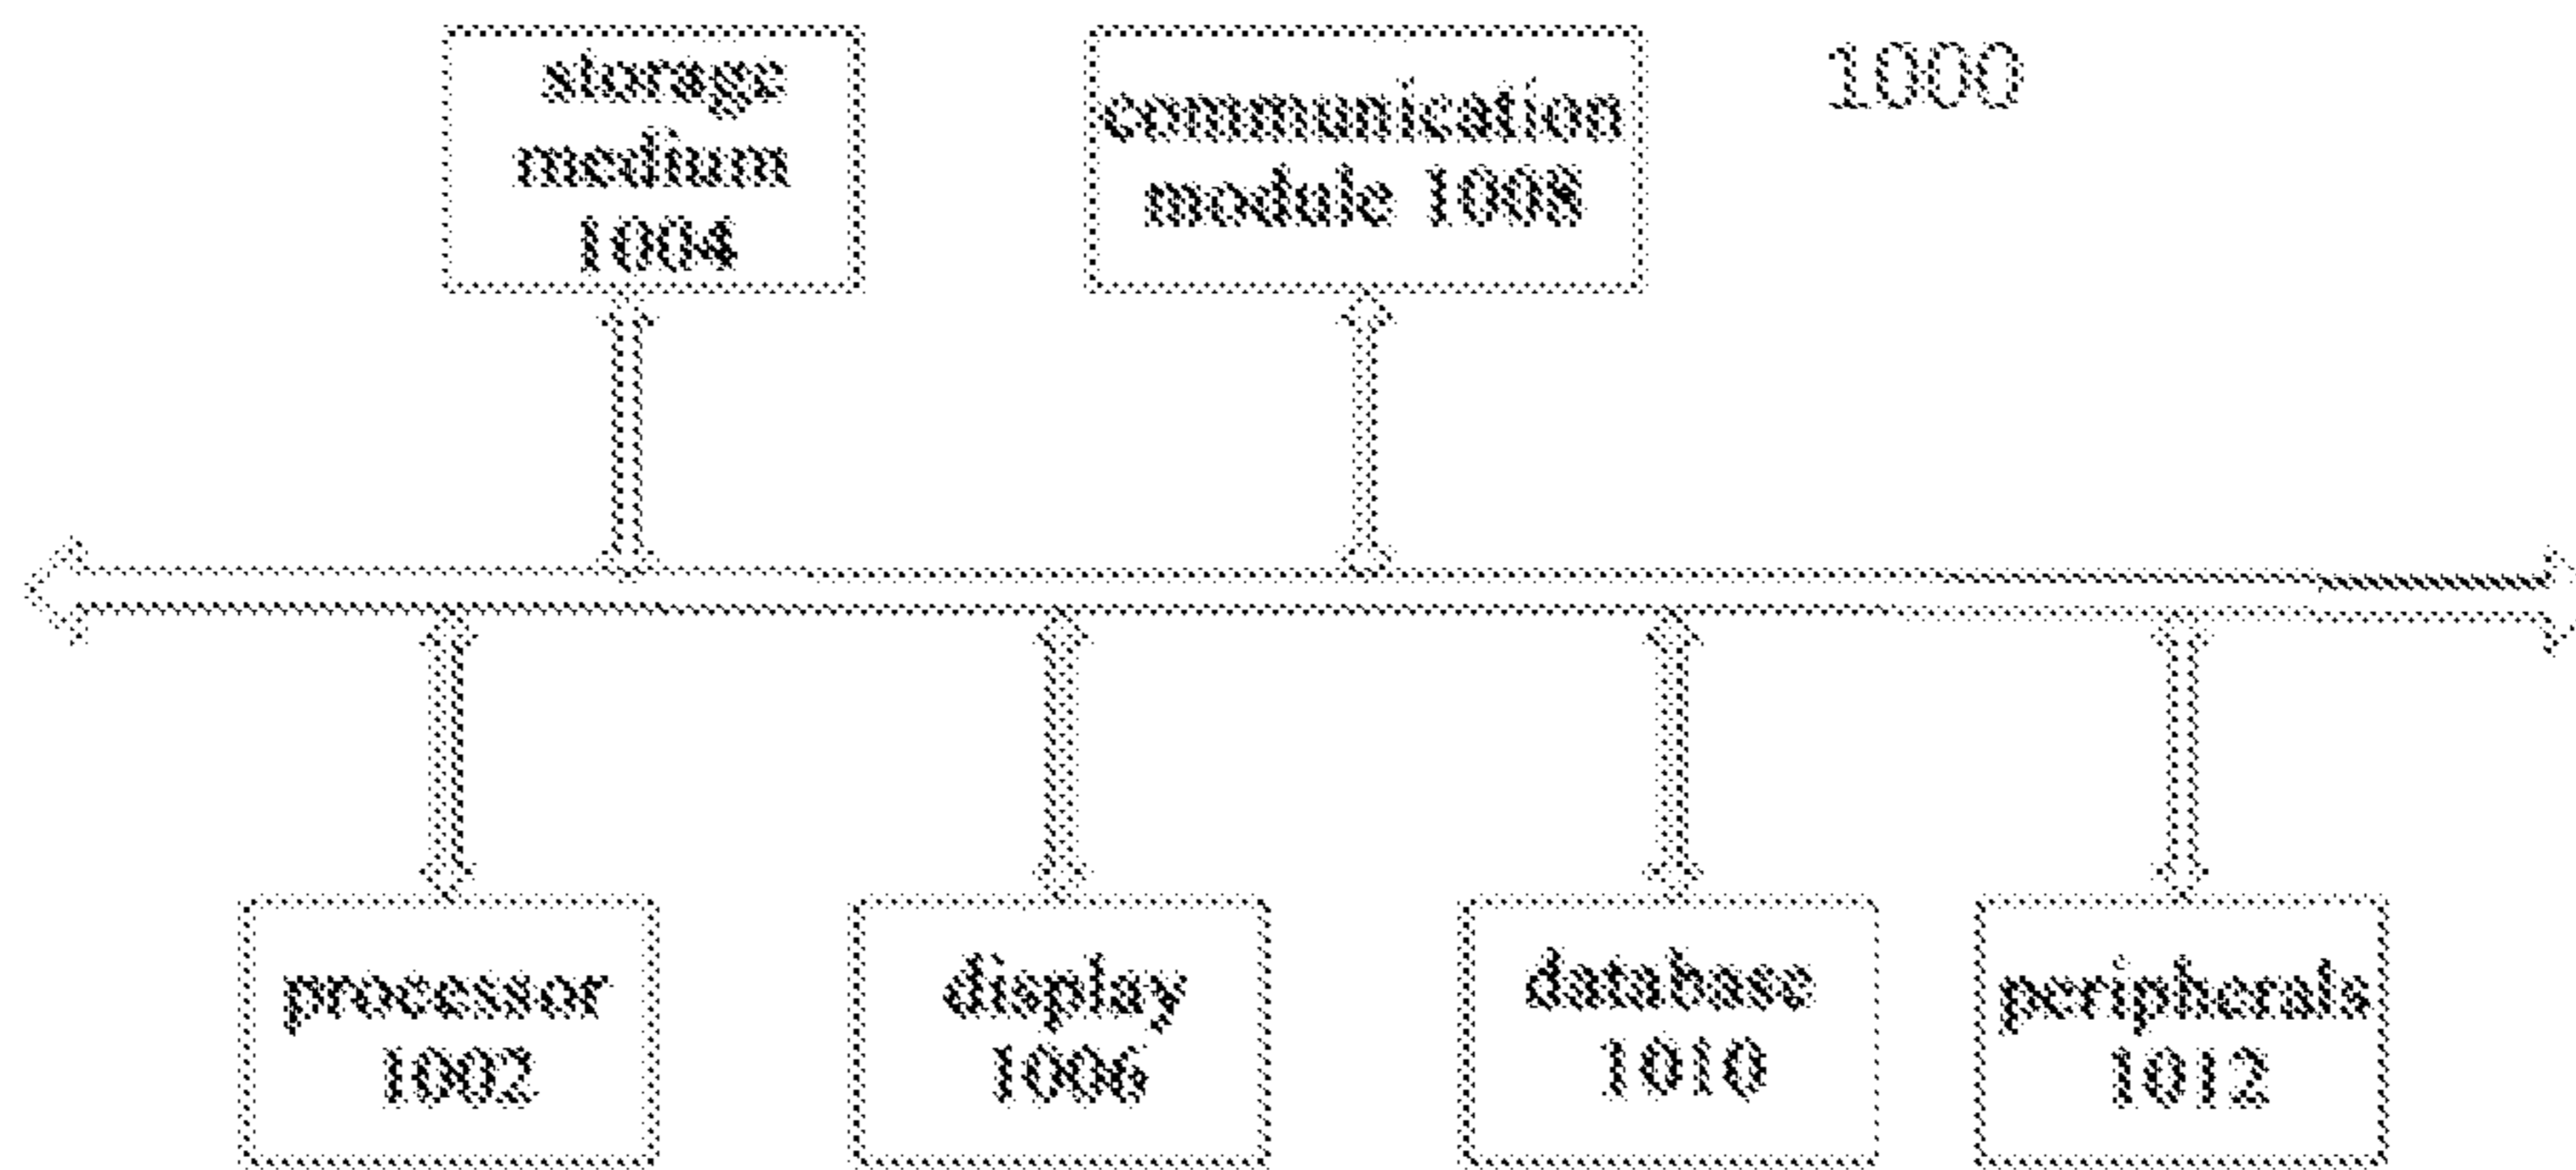 storage
medium
1004
communication
module 1008
1000
processor
1002
display
1006
database
1010
peripherals
1012